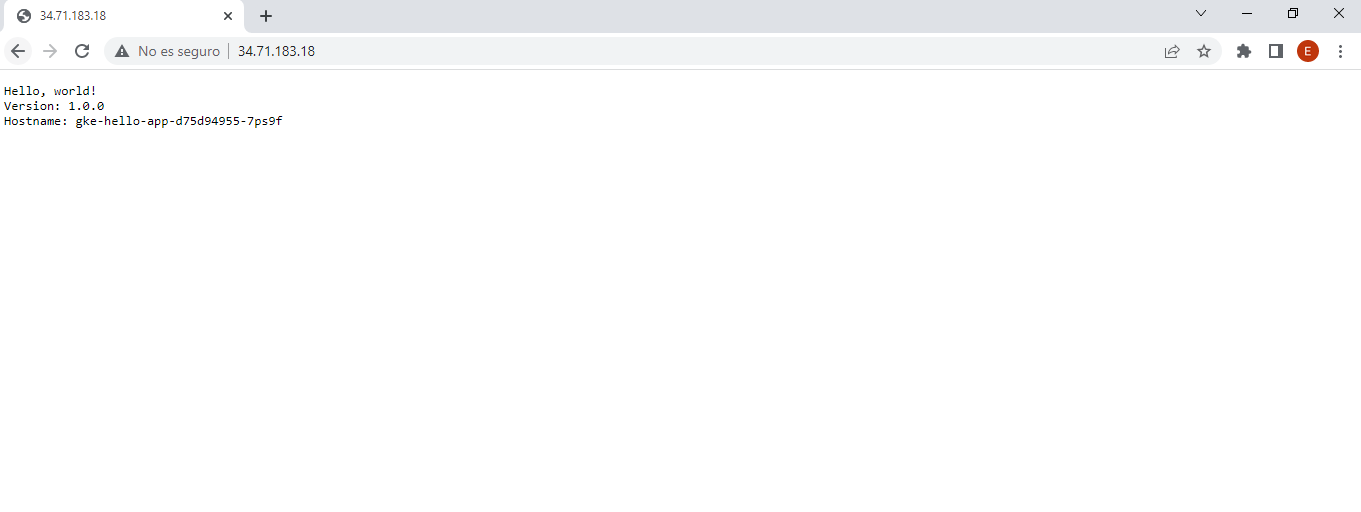 34.71.183.18
No es seguro 34.71.183.18
E
Hello, world!
Version: 1.0.0
Hostname: gke-hello-app-d75d94955-7ps9f